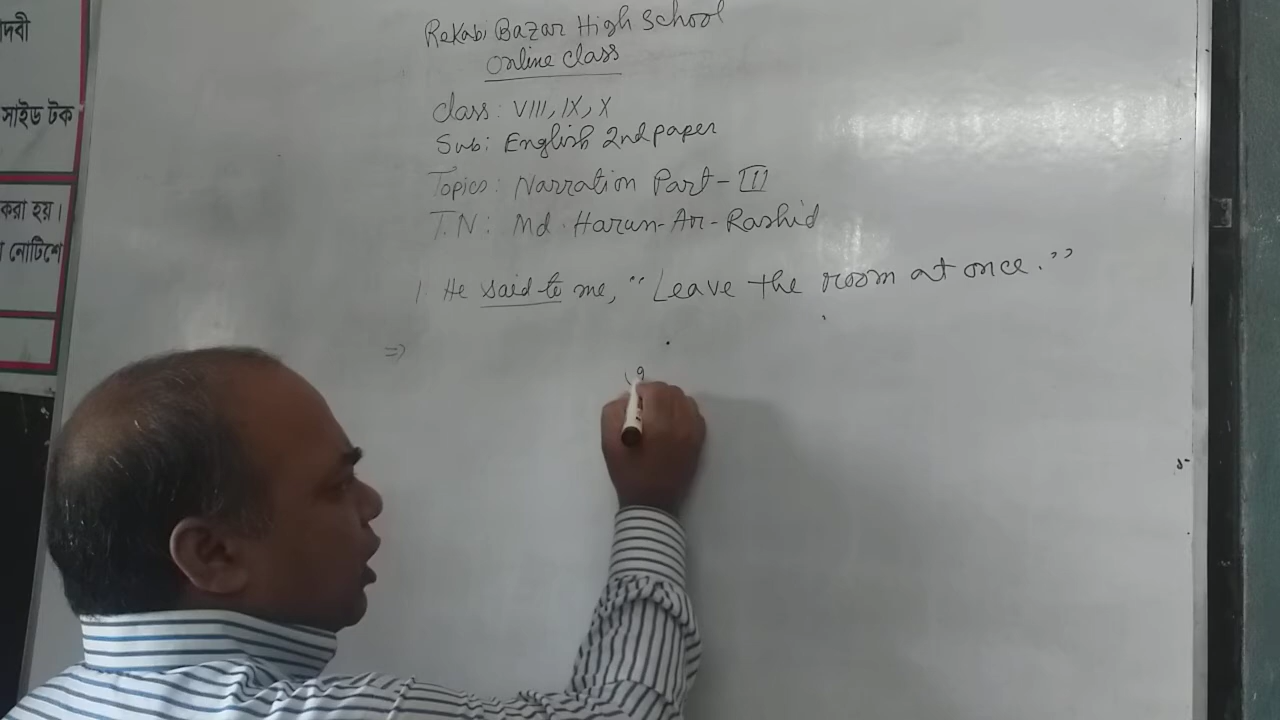 দবী
সাইড টক
করা হয়।
নোটিশে
Rekabi Bazar High School
Online class
Class: VIII, IX, X
Sub: English 2nd paper
Topics: Narration Part-III
T.N: Md. Harun-Ar-Rashid
1. He said to me, "Leave the room at once."
⇒